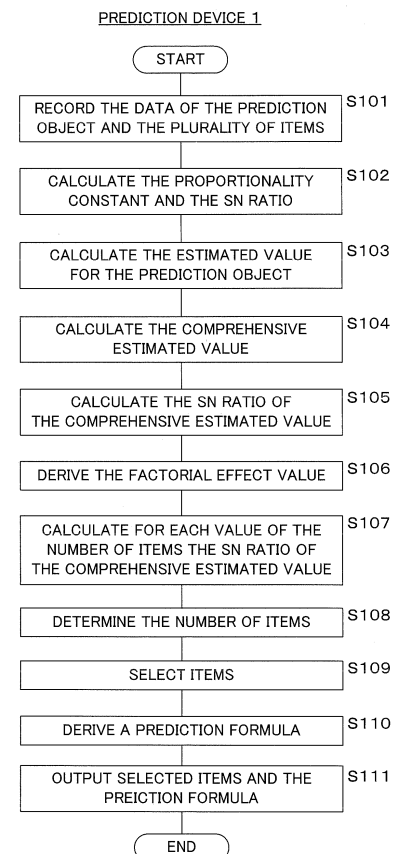 PREDICTION DEVICE 1
START
RECORD THE DATA OF THE PREDICTION
OBJECT AND THE PLURALITY OF ITEMS
S101
CALCULATE THE PROPORTIONALITY
CONSTANT AND THE SN RATIO
S102
CALCULATE THE ESTIMATED VALUE
FOR THE PREDICTION OBJECT
S103
CALCULATE THE COMPREHENSIVE
ESTIMATED VALUE
S104
CALCULATE THE SN RATIO OF
THE COMPREHENSIVE ESTIMATED VALUE
S105
DERIVE THE FACTORIAL EFFECT VALUE
S106
CALCULATE FOR EACH VALUE OF THE
NUMBER OF ITEMS THE SN RATIO OF
THE COMPREHENSIVE ESTIMATED VALUE
S107
DETERMINE THE NUMBER OF ITEMS
S108
SELECT ITEMS
S109
DERIVE A PREDICTION FORMULA
S110
OUTPUT SELECTED ITEMS AND THE
PREICTION FORMULA
S111
END